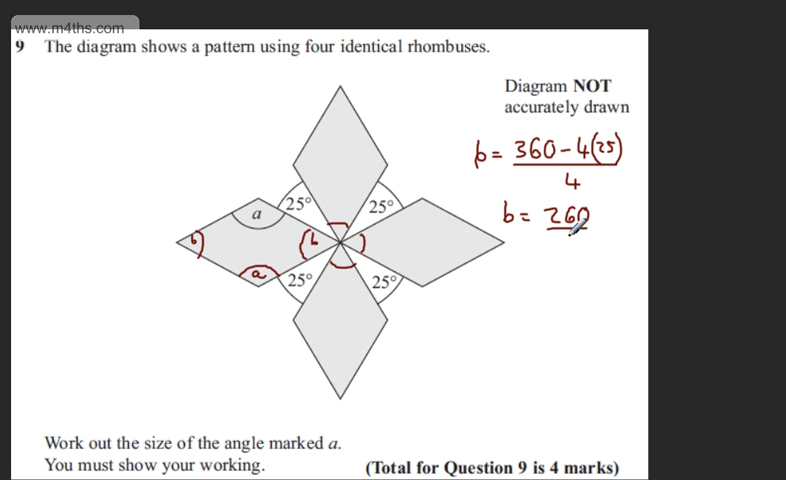 www.m4ths.com
9 The diagram shows a pattern using four identical rhombuses.
Diagram NOT
accurately drawn
b = 360 - 4(25)
4
b = 260
25°
25°
a
b
b
a
25°
25°
Work out the size of the angle marked a.
You must show your working.
(Total for Question 9 is 4 marks)